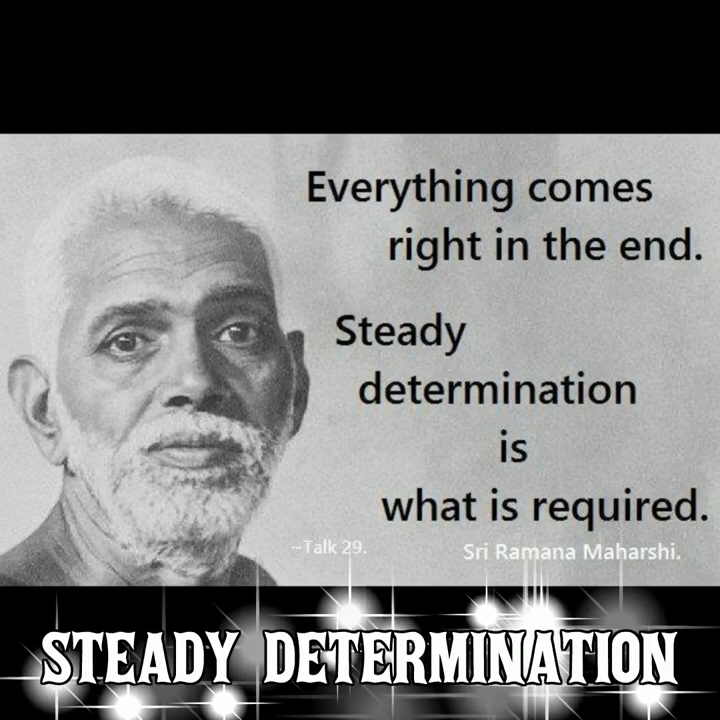 Everything comes
right in the end.
Steady
determination
is
what is required.
~Talk 29.
Sri Ramana Maharshi.
STEADY DETERMINATION